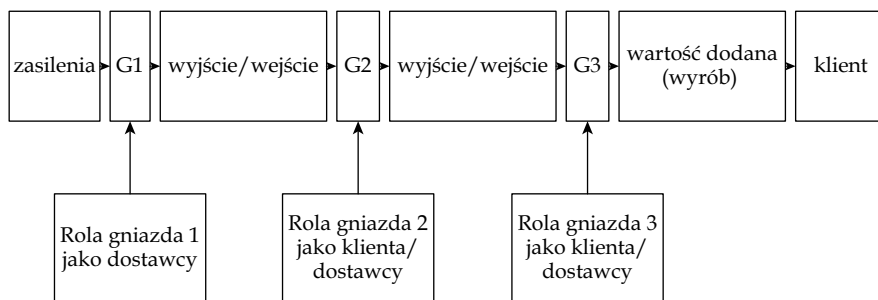 zasilenia
G1
wyjście/wejście
G2
wyjście/wejście
G3
wartość dodana
(wyrób)
klient
Rola gniazda 1
jako dostawcy
Rola gniazda 2
jako klienta/
dostawcy
Rola gniazda 3
jako klienta/
dostawcy